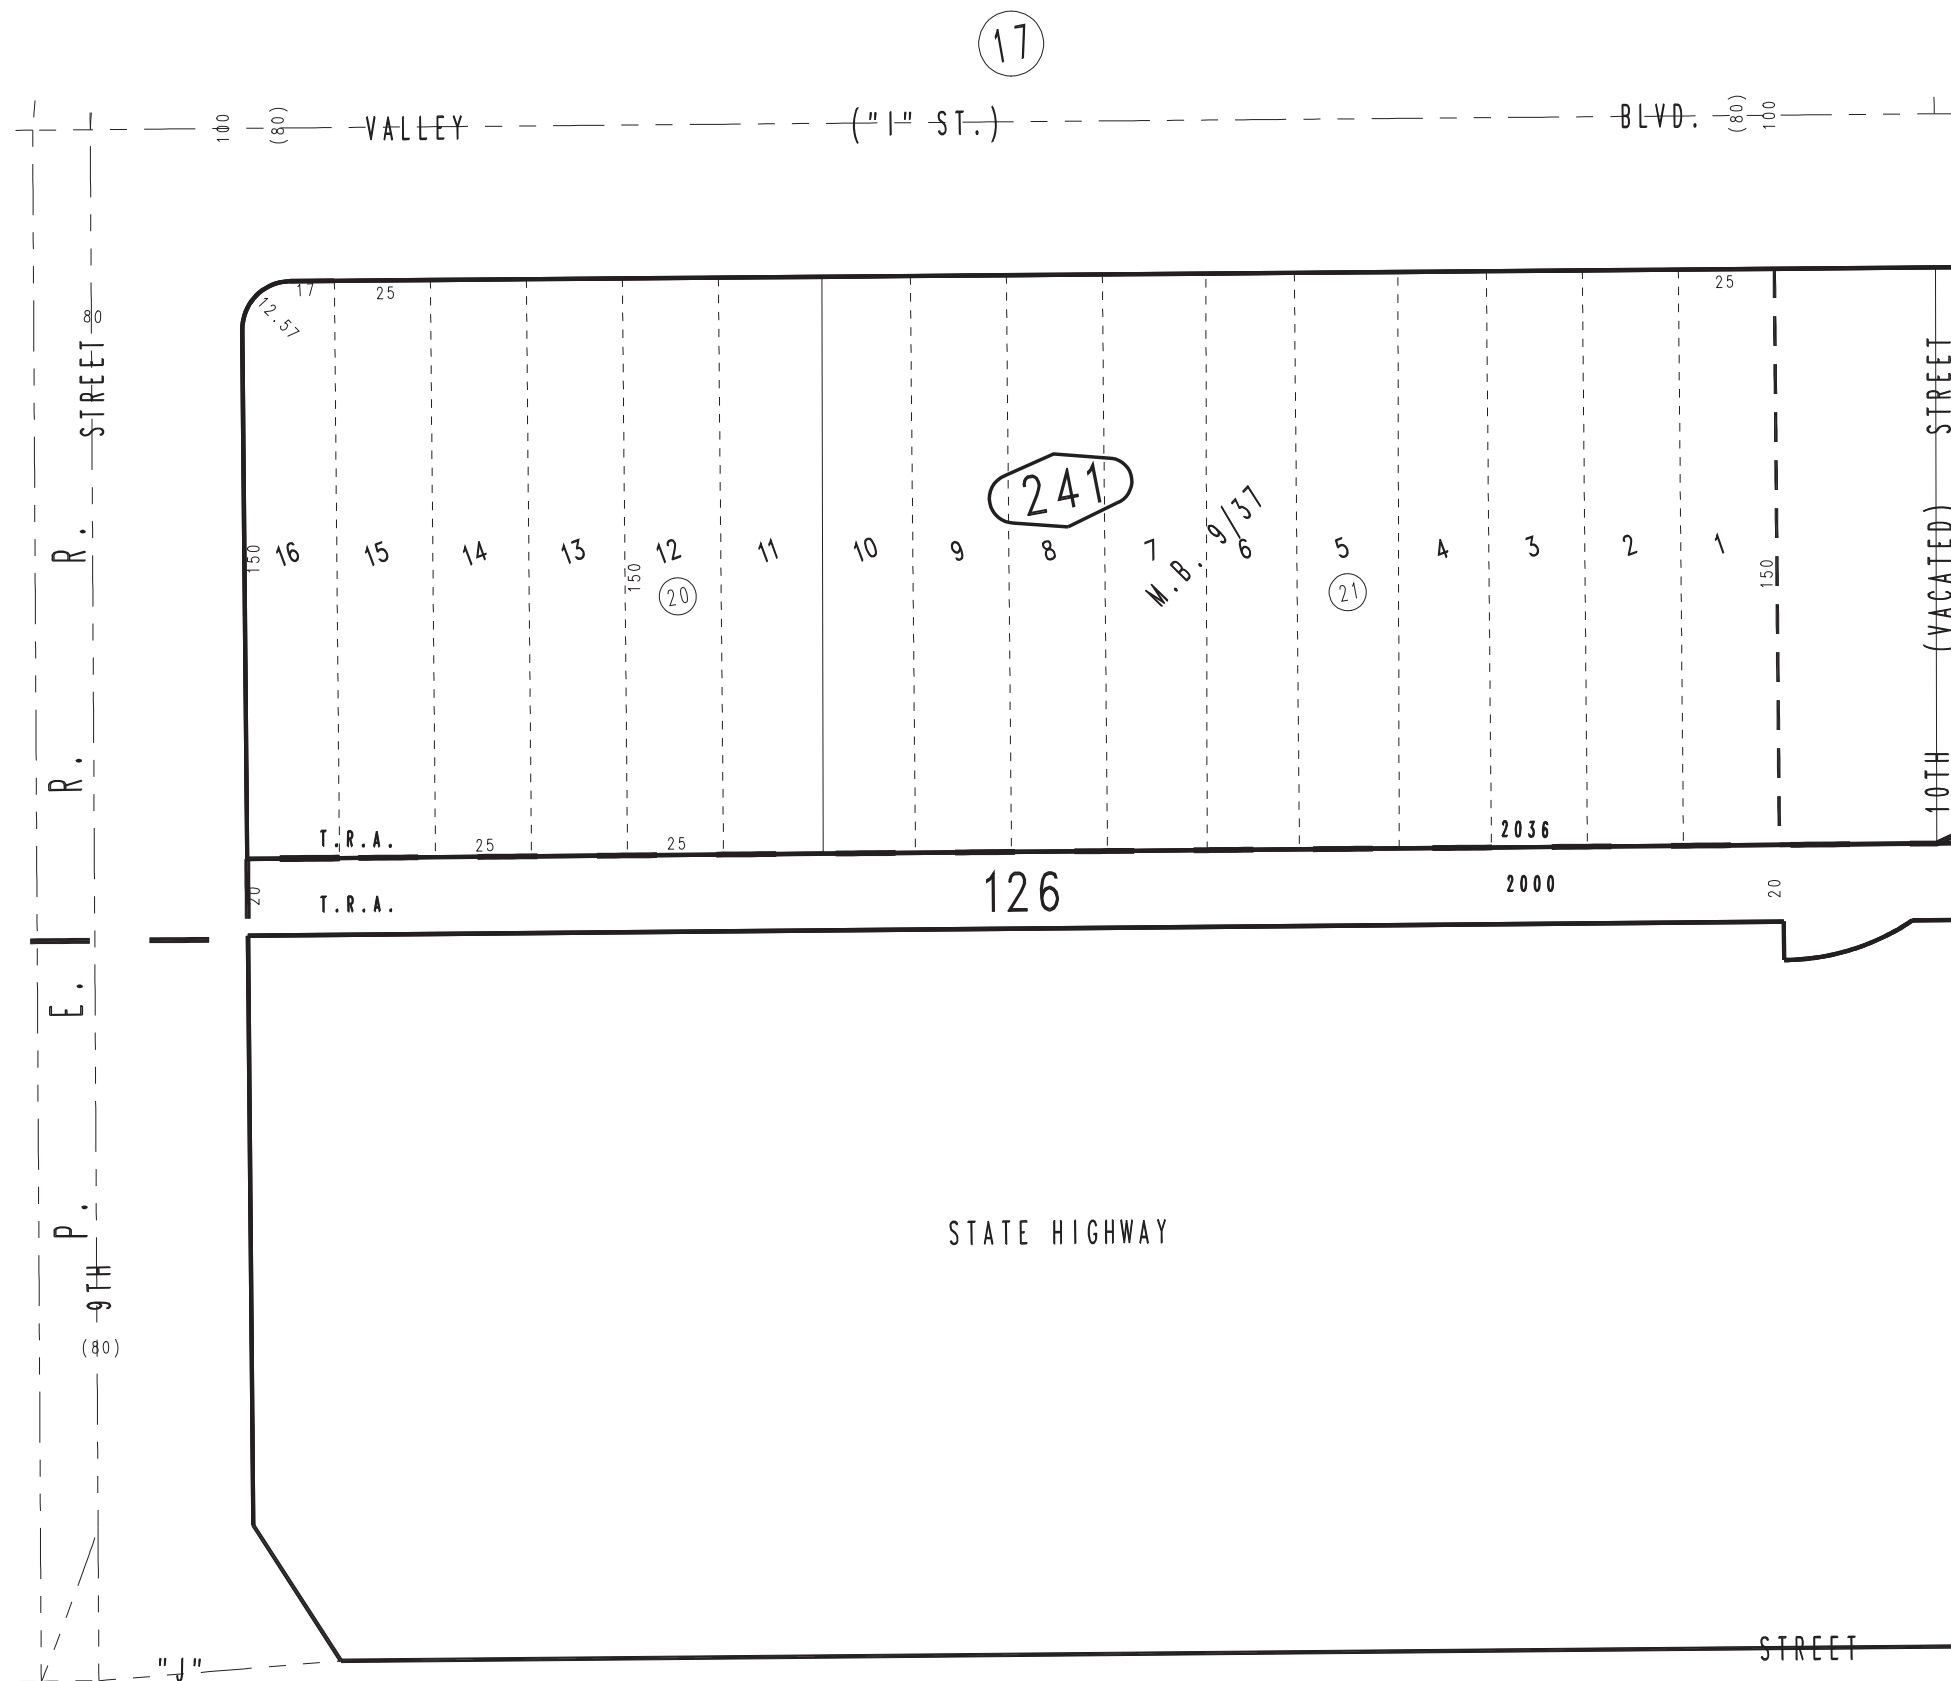 17
100 (80) VALLEY ("I" ST.) BLVD. (80) 100
17 25 25
12.57
80
STREET
STREET
241
M.B. 9/37
R.
150 16 15 14 13 12 11 10 9 8 7 6 5 4 3 2 1
150 20 21 150
(VACATED)
R.
10TH
T.R.A. 25 25 2036
20 T.R.A. 126 2000 20
E.
P.
STATE HIGHWAY
9TH
(80)
"J" STREET